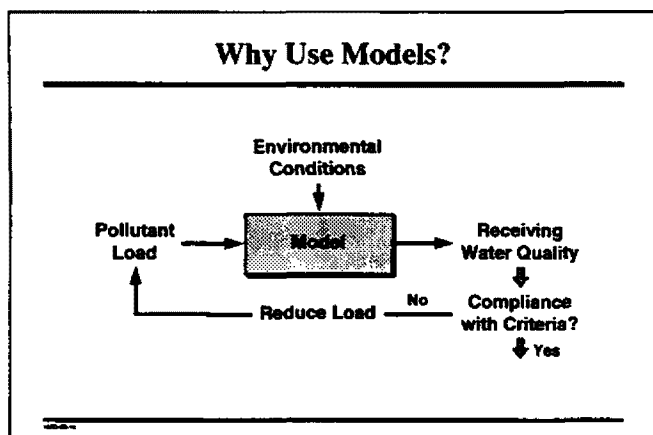 Why Use Models?
Environmental
Conditions
Pollutant
Load
Model
Receiving
Water Quality
Reduce Load
No
Compliance
with Criteria?
Yes